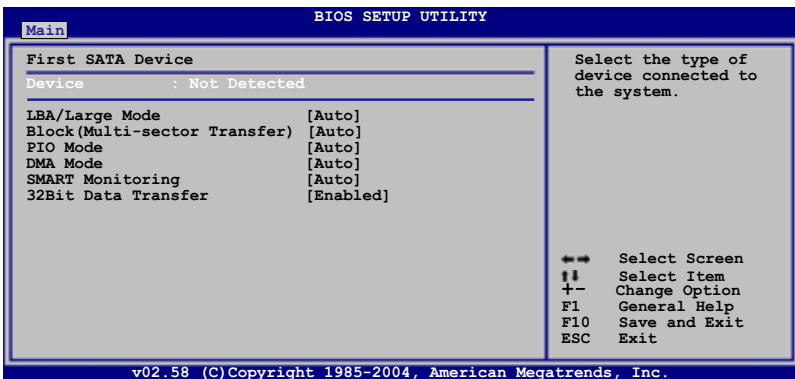 BIOS SETUP UTILITY
Main
First SATA Device
Device : Not Detected
LBA/Large Mode [Auto]
Block(Multi-sector Transfer) [Auto]
PIO Mode [Auto]
DMA Mode [Auto]
SMART Monitoring [Auto]
32Bit Data Transfer [Enabled]
Select the type of
device connected to
the system.
←→ Select Screen
↑↓ Select Item
+- Change Option
F1 General Help
F10 Save and Exit
ESC Exit
v02.58 (C)Copyright 1985-2004, American Megatrends, Inc.